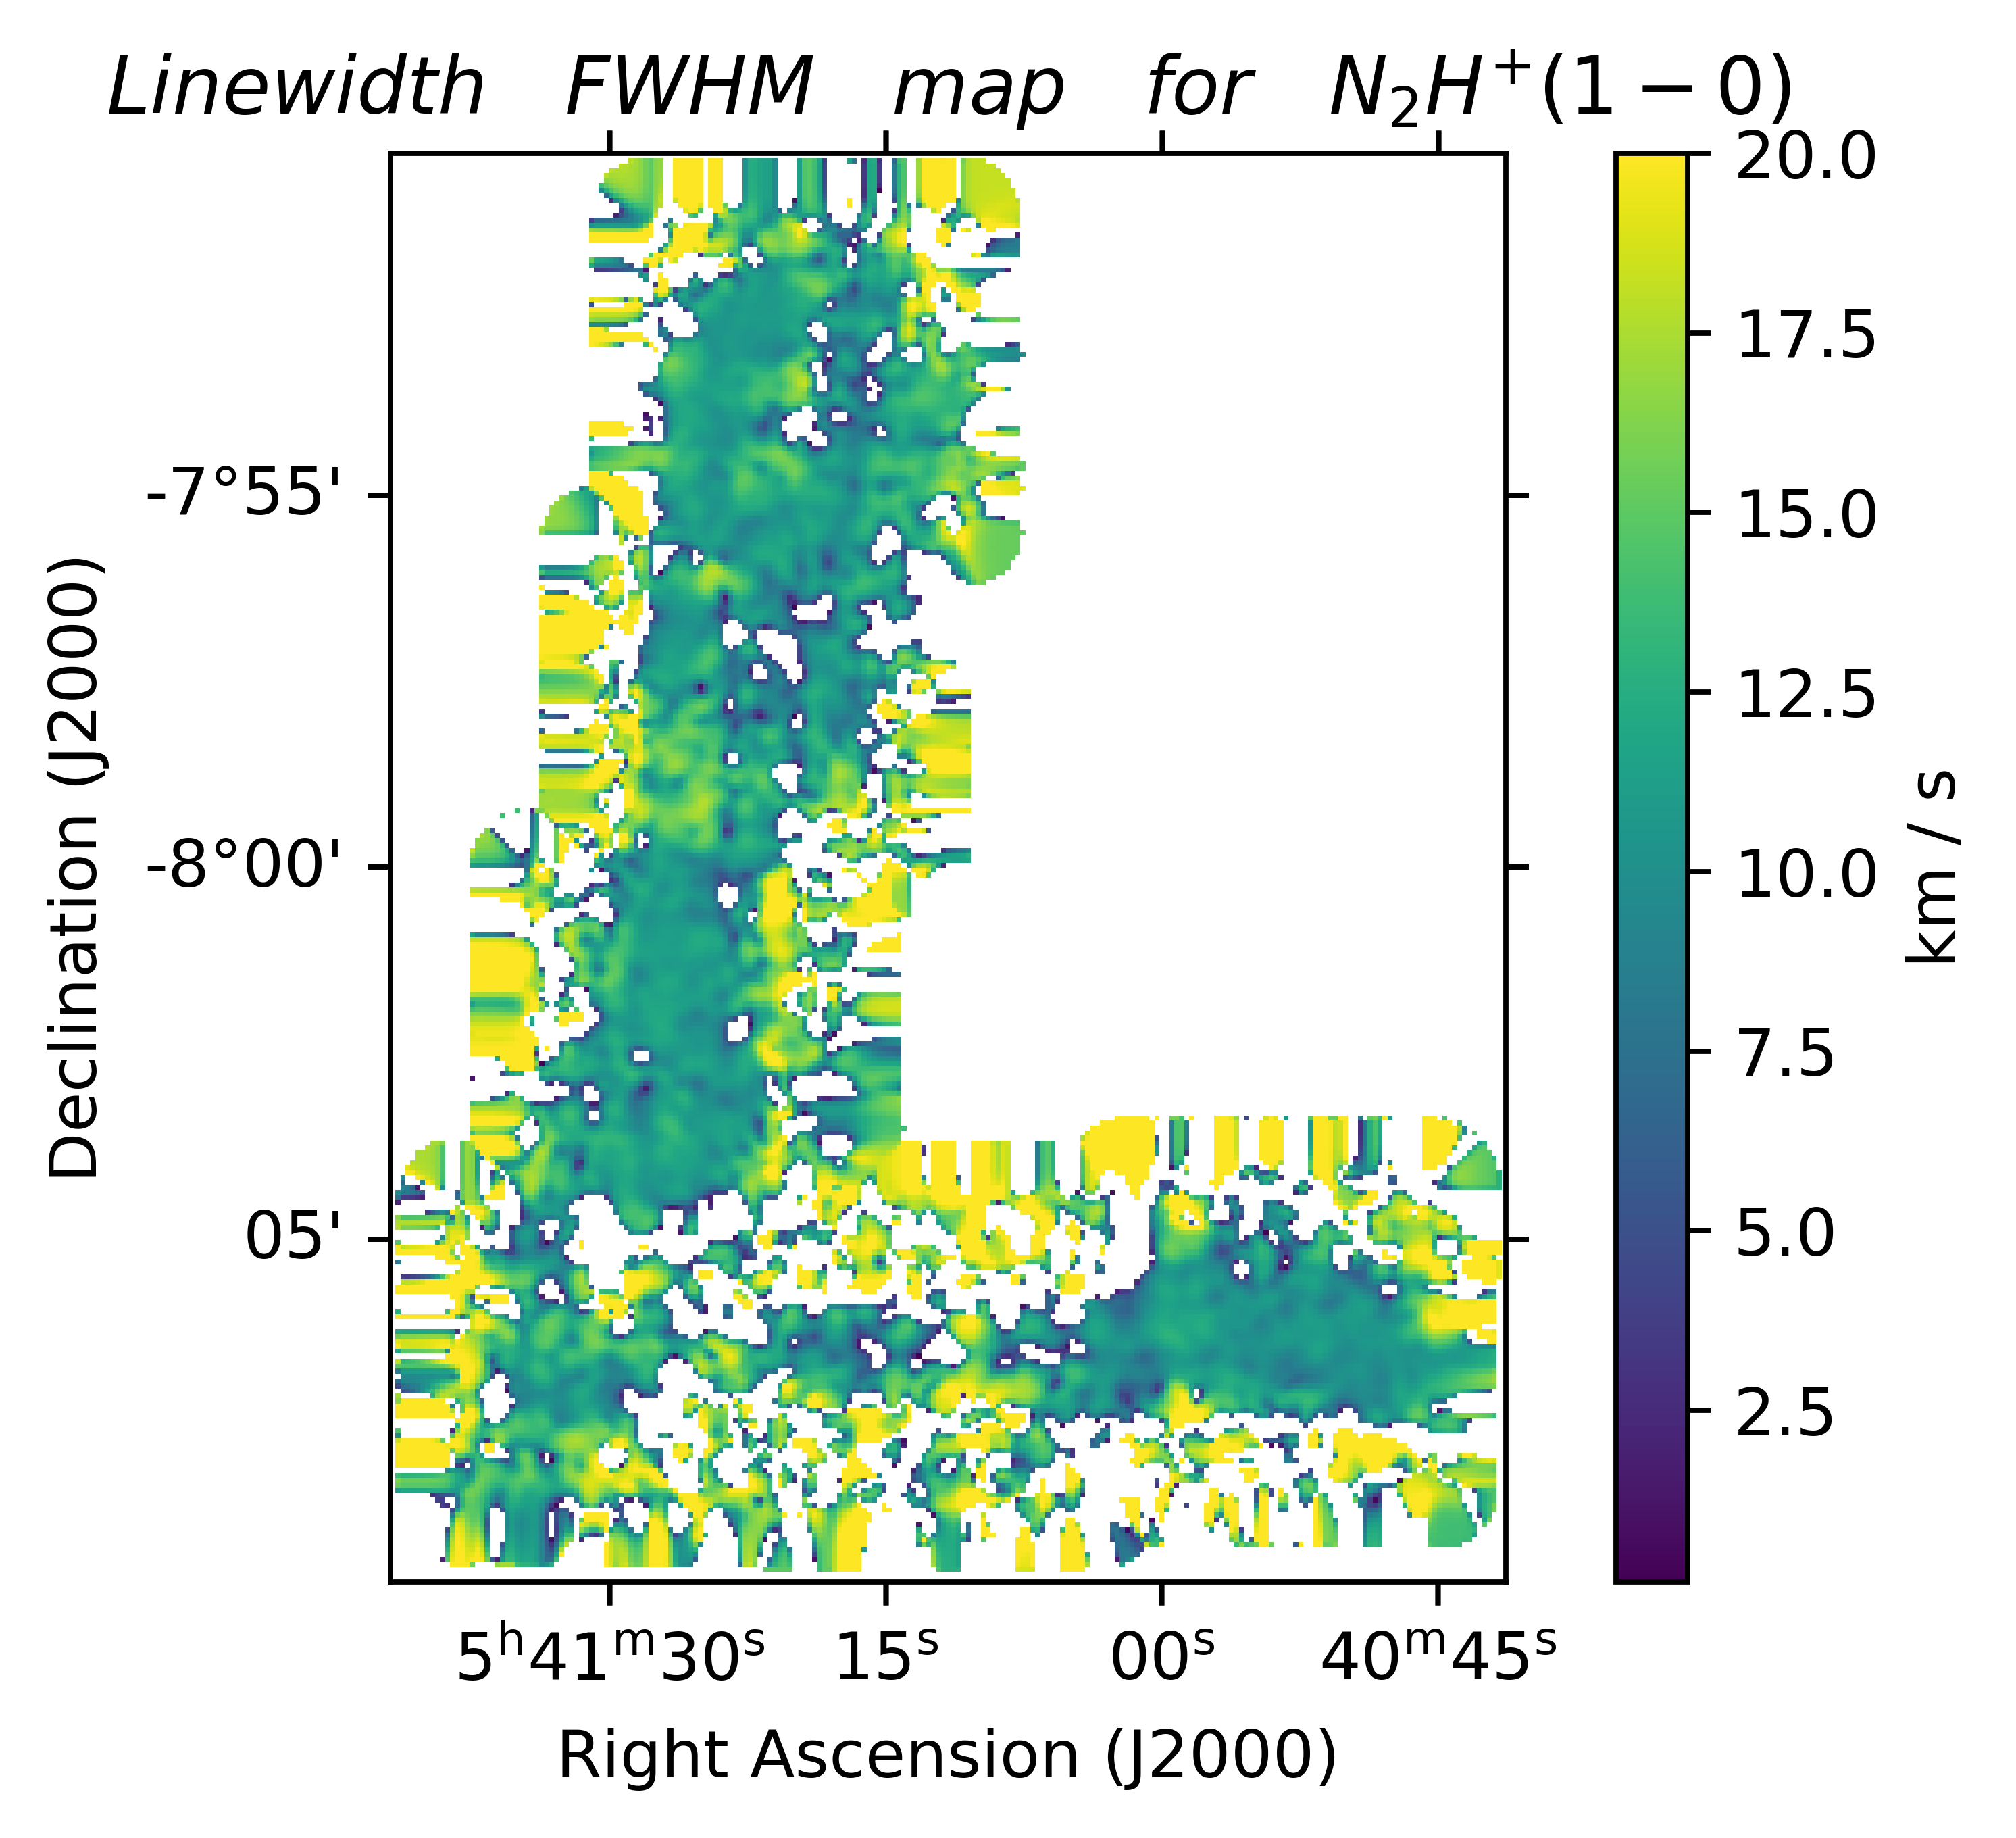 Linewidth FWHM map for N₂H⁺(1 − 0)
20.0
17.5
15.0
12.5
10.0
7.5
5.0
2.5
km / s
-7°55'
-8°00'
05'
Declination (J2000)
5ʰ41ᵐ30ˢ 15ˢ 00ˢ 40ᵐ45ˢ
Right Ascension (J2000)